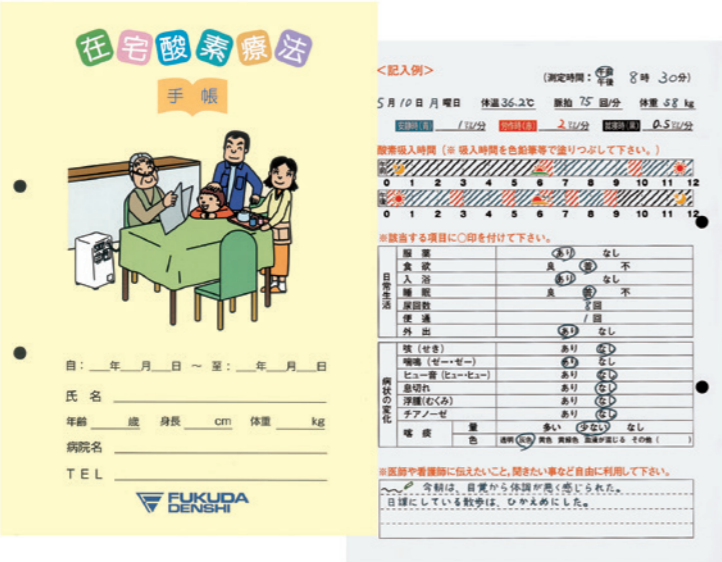 在宅酸素療法
手帳
自：　年　月　日 ～ 至：　年　月　日
氏 名
年齢　歳　身長　cm　体重　kg
病院名
TEL
FUKUDA
DENSHI
＜記入例＞
(測定時間： 午前 午後 8時 30分)
5月10日月曜日　体温36.2℃　脈拍 75 回/分　体重 58 kg
安静時(青) 1 ℓ/分　労作時(赤) 2 ℓ/分　就寝時(黒) 0.5 ℓ/分
酸素吸入時間（※ 吸入時間を色鉛筆等で塗りつぶして下さい。）
午前
0 1 2 3 4 5 6 7 8 9 10 11 12
午後
0 1 2 3 4 5 6 7 8 9 10 11 12
※該当する項目に○印を付けて下さい。
日常生活
服 薬　あり　なし
食 欲　良　普　不
入 浴　あり　なし
睡 眠　良　普　不
尿回数　8回
便 通　1回
外 出　あり　なし
病状の変化
咳（せき）　あり　なし
喘鳴（ゼー・ゼー）　あり　なし
ヒュー音（ヒュー・ヒュー）　あり　なし
息切れ　あり　なし
浮腫(むくみ)　あり　なし
チアノーゼ　あり　なし
喀 痰　量　多い　少ない　なし
色　透明 白色 黄色 黄緑色 血液が混じる その他（　）
※医師や看護師に伝えたいこと、聞きたい事など自由に利用して下さい。
今朝は、目覚から体調が悪く感じられた。
日課にしている散歩は、ひかえめにした。